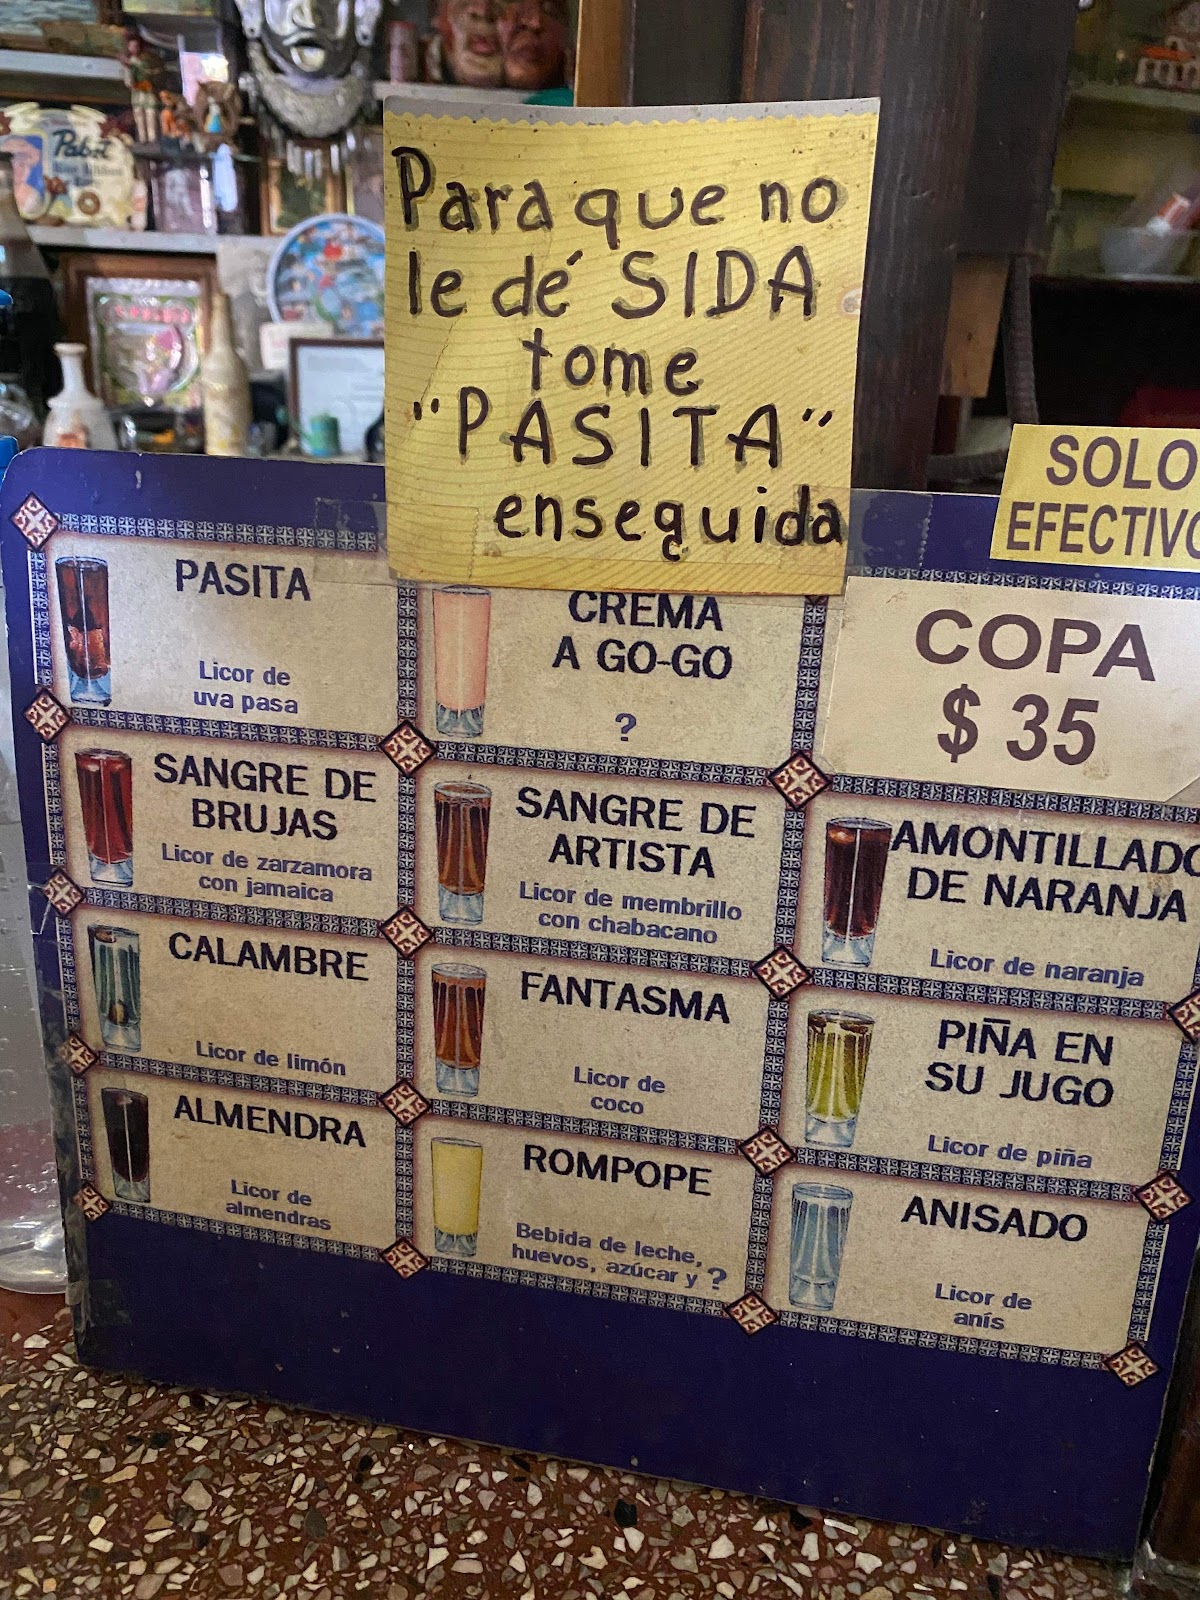 Pabst
Para que no
le dé SIDA
tome
"PASITA"
enseguida
SOLO
EFECTIVO
PASITA
Licor de
uva pasa
CREMA
A GO-GO
?
COPA
$ 35
SANGRE DE
BRUJAS
Licor de zarzamora
con jamaica
SANGRE DE
ARTISTA
Licor de membrillo
con chabacano
AMONTILLADO
DE NARANJA
Licor de naranja
CALAMBRE
Licor de limón
FANTASMA
Licor de
coco
PIÑA EN
SU JUGO
Licor de piña
ALMENDRA
Licor de
almendras
ROMPOPE
Bebida de leche,
huevos, azúcar y ?
ANISADO
Licor de
anís